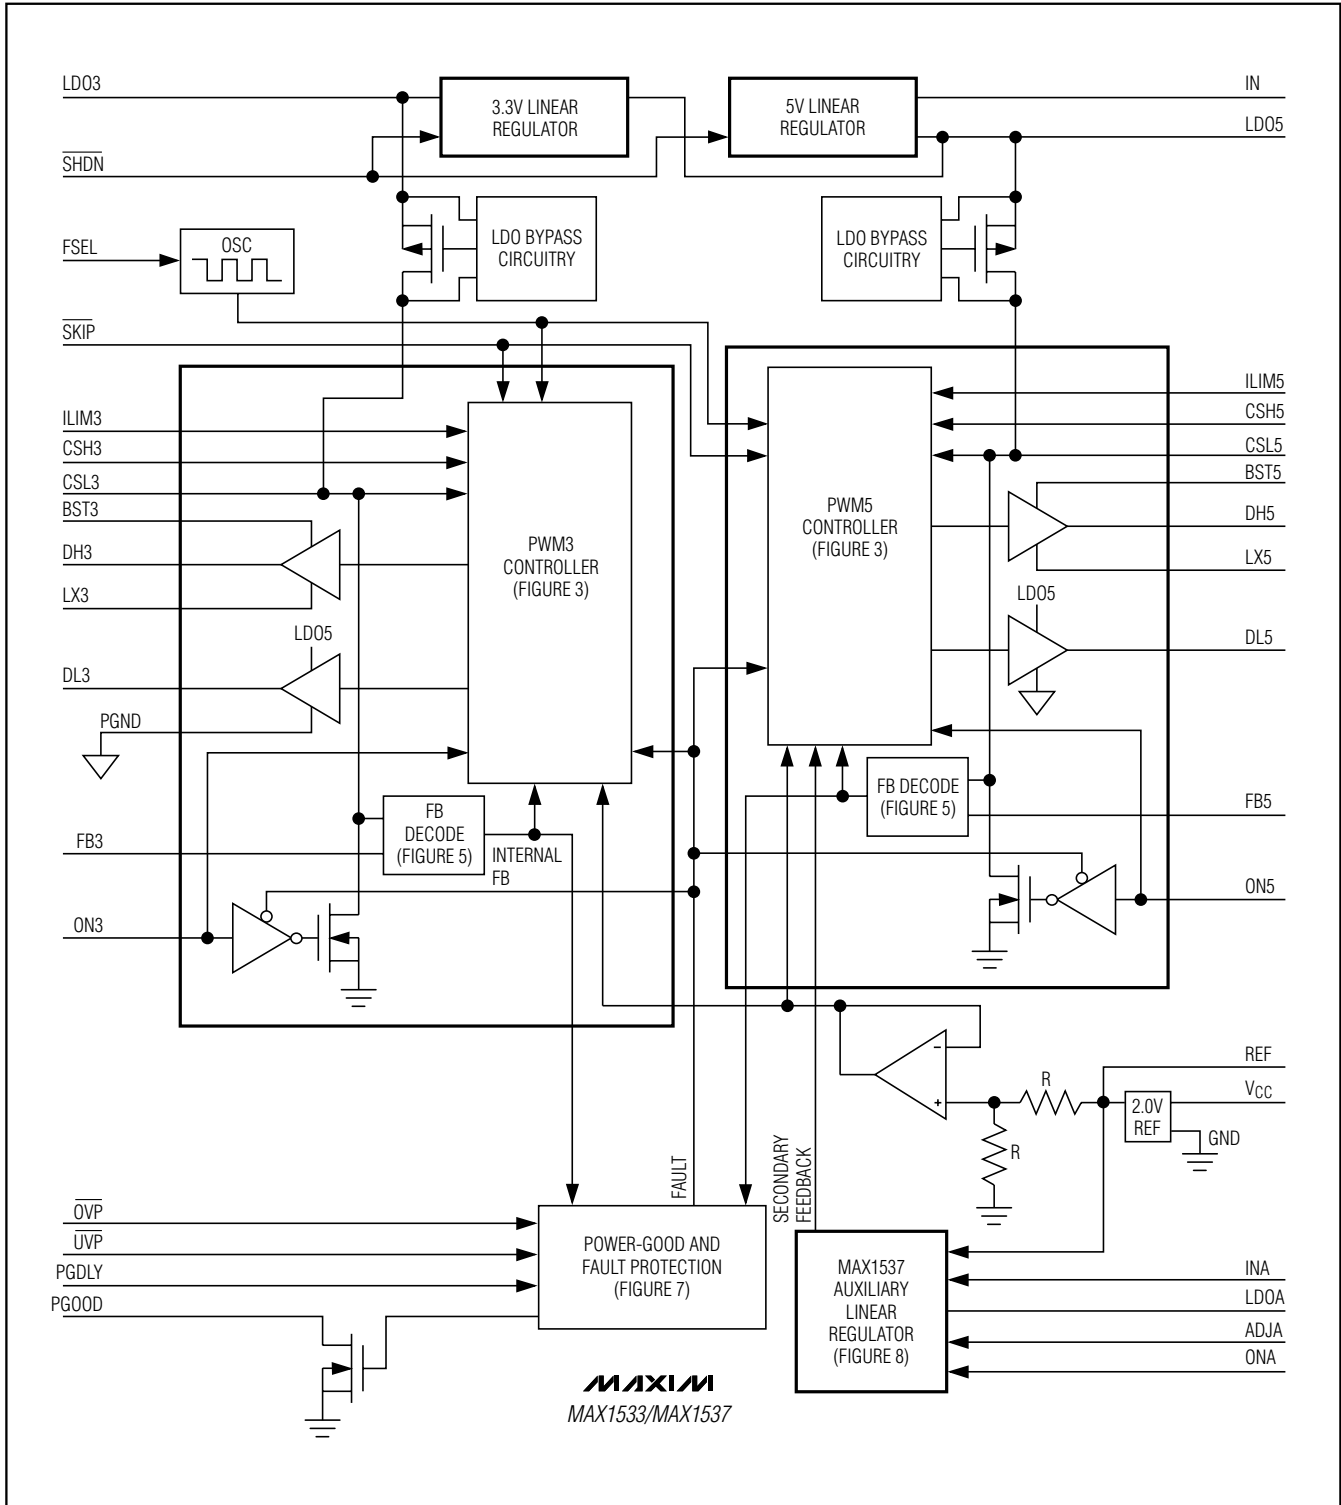 LDO3
3.3V LINEAR
REGULATOR
5V LINEAR
REGULATOR
IN
LDO5
SHDN
LDO BYPASS
CIRCUITRY
LDO BYPASS
CIRCUITRY
FSEL
OSC
SKIP
ILIM3
CSH3
CSL3
BST3
DH3
LX3
LDO5
DL3
PGND
PWM3
CONTROLLER
(FIGURE 3)
PWM5
CONTROLLER
(FIGURE 3)
ILIM5
CSH5
CSL5
BST5
DH5
LX5
LDO5
DL5
FB
DECODE
(FIGURE 5)
INTERNAL
FB
FB3
ON3
FB DECODE
(FIGURE 5)
FB5
ON5
-
+
R
R
2.0V
REF
REF
VCC
GND
FAULT
SECONDARY
FEEDBACK
OVP
UVP
PGDLY
PGOOD
POWER-GOOD AND
FAULT PROTECTION
(FIGURE 7)
MAX1537
AUXILIARY
LINEAR
REGULATOR
(FIGURE 8)
INA
LDOA
ADJA
ONA
MAXIM
MAX1533/MAX1537